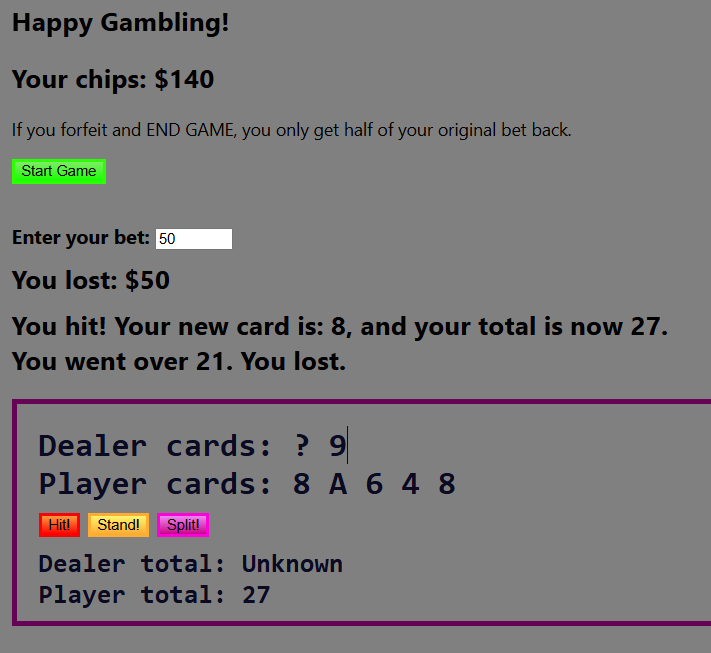 Happy Gambling!
Your chips: $140
If you forfeit and END GAME, you only get half of your original bet back.
Start Game
Enter your bet: 50
You lost: $50
You hit! Your new card is: 8, and your total is now 27.
You went over 21. You lost.
Dealer cards: ? 9
Player cards: 8 A 6 4 8
Hit! Stand! Split!
Dealer total: Unknown
Player total: 27